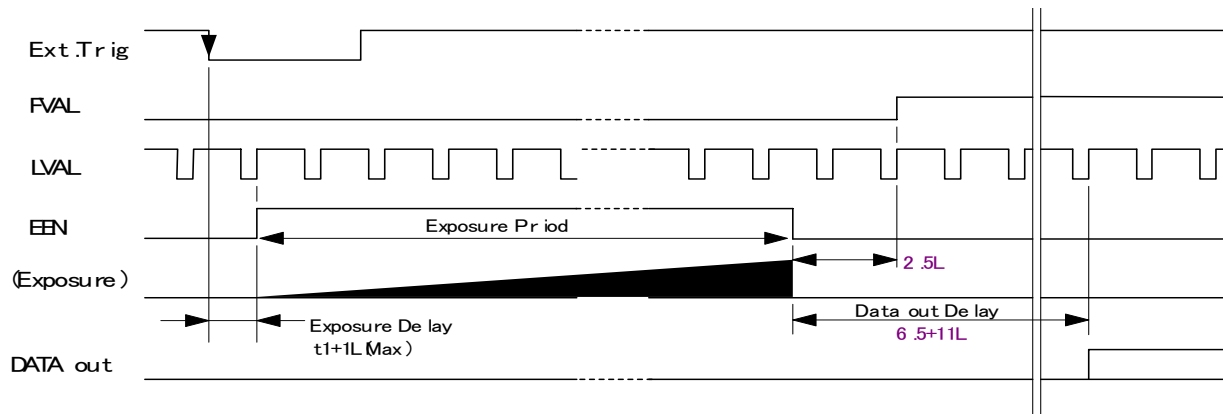 Ext.Trig
FVAL
LVAL
EEN
Exposure Priod
(Exposure)
2.5L
Exposure Delay
t1+1L(Max)
Data out Delay
6.5+11L
DATA out